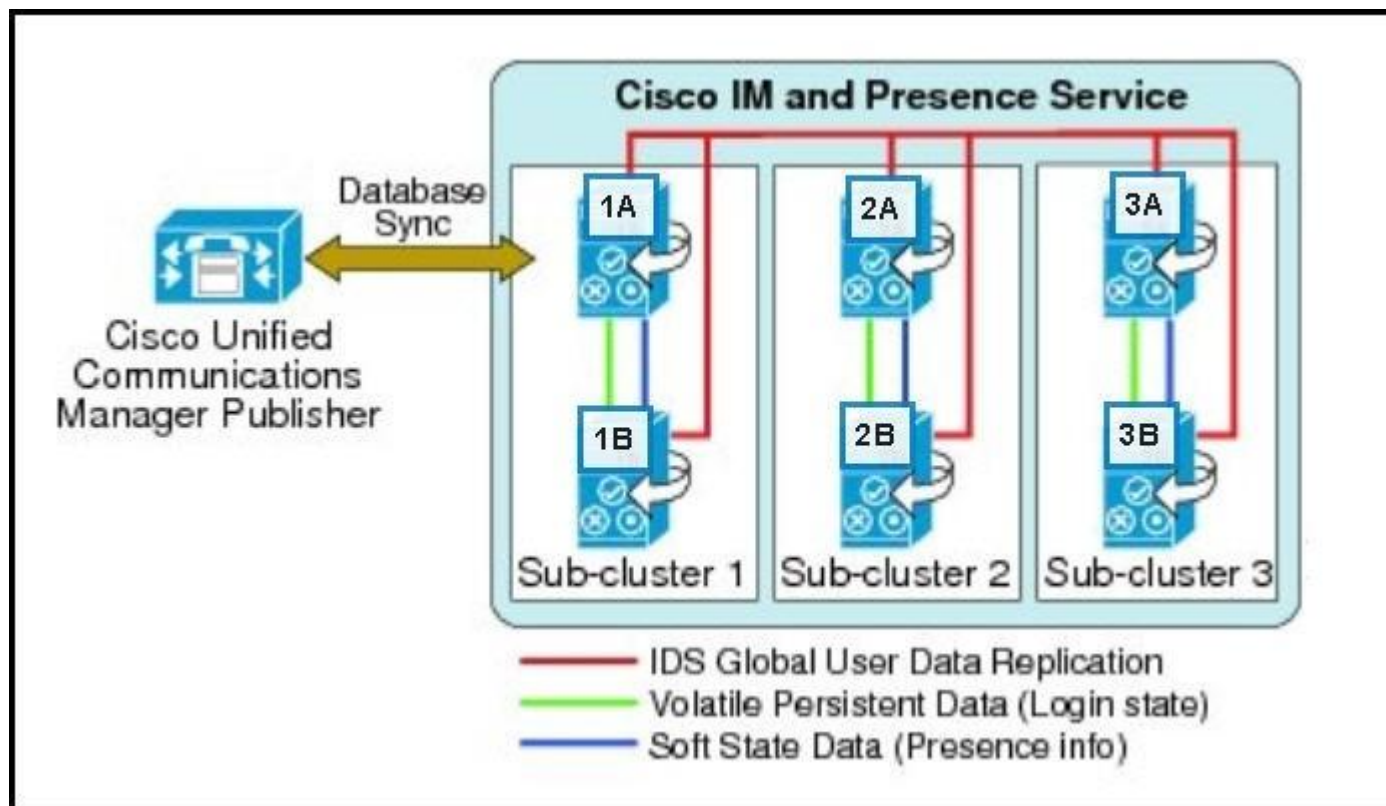 Cisco IM and Presence Service
Database
Sync
Cisco Unified
Communications
Manager Publisher
1A
2A
3A
1B
2B
3B
Sub-cluster 1
Sub-cluster 2
Sub-cluster 3
IDS Global User Data Replication
Volatile Persistent Data (Login state)
Soft State Data (Presence info)